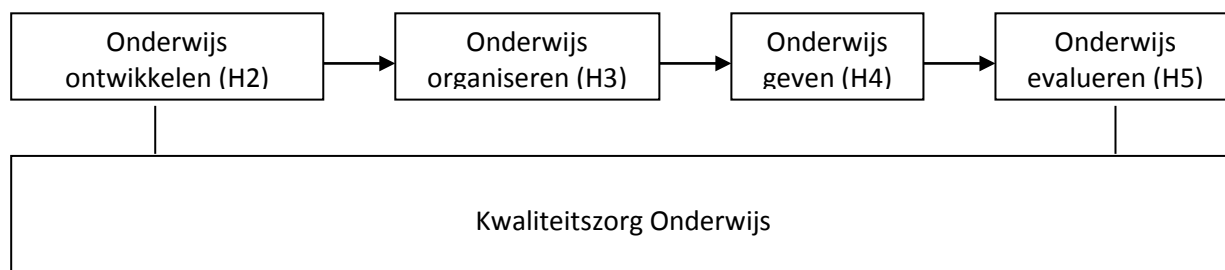 Onderwijs
ontwikkelen (H2)
Onderwijs
organiseren (H3)
Onderwijs
geven (H4)
Onderwijs
evalueren (H5)
Kwaliteitszorg Onderwijs